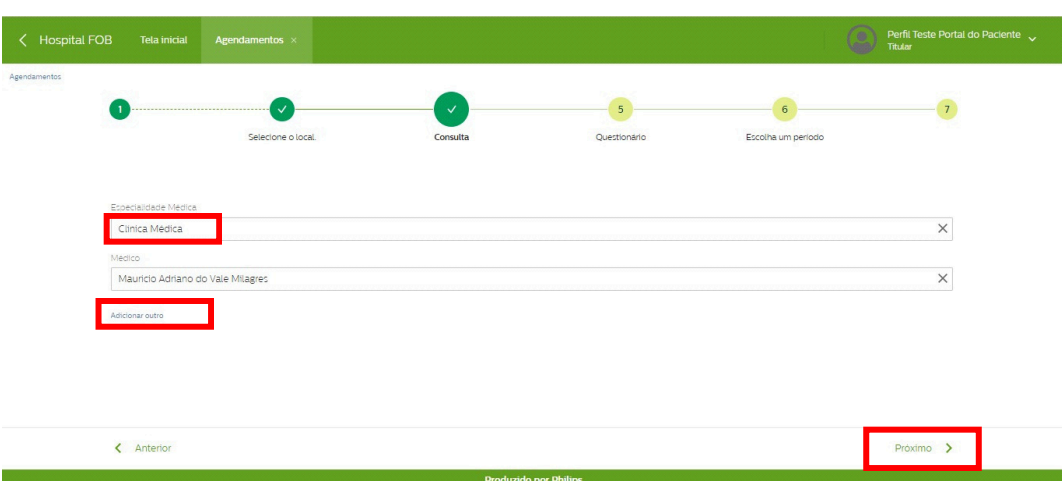 Hospital FOB Tela inicial Agendamentos × Perfil Teste Portal do Paciente
Titular
Agendamentos
1 5 6 7
Selecione o local. Consulta Questionário Escolha um período
Especialidade Médica
Clínica Médica
Médico
Mauricio Adriano do Vale Milagres
Adicionar outro
Anterior Próximo
Produzido por Philips